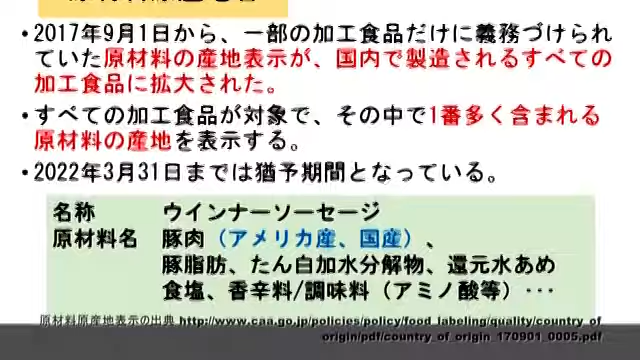 ・2017年9月1日から、一部の加工食品だけに義務づけられ
ていた原材料の産地表示が、国内で製造されるすべての
加工食品に拡大された。
・すべての加工食品が対象で、その中で1番多く含まれる
原材料の産地を表示する。
・2022年3月31日までは猶予期間となっている。
名称 ウインナーソーセージ
原材料名 豚肉（アメリカ産、国産）、
豚脂肪、たん白加水分解物、還元水あめ
食塩、香辛料/調味料（アミノ酸等）･･･
原材料原産地表示の出典 http://www.caa.go.jp/policies/policy/food_labeling/quality/country_of_
origin/pdf/country_of_origin_170901_0005.pdf